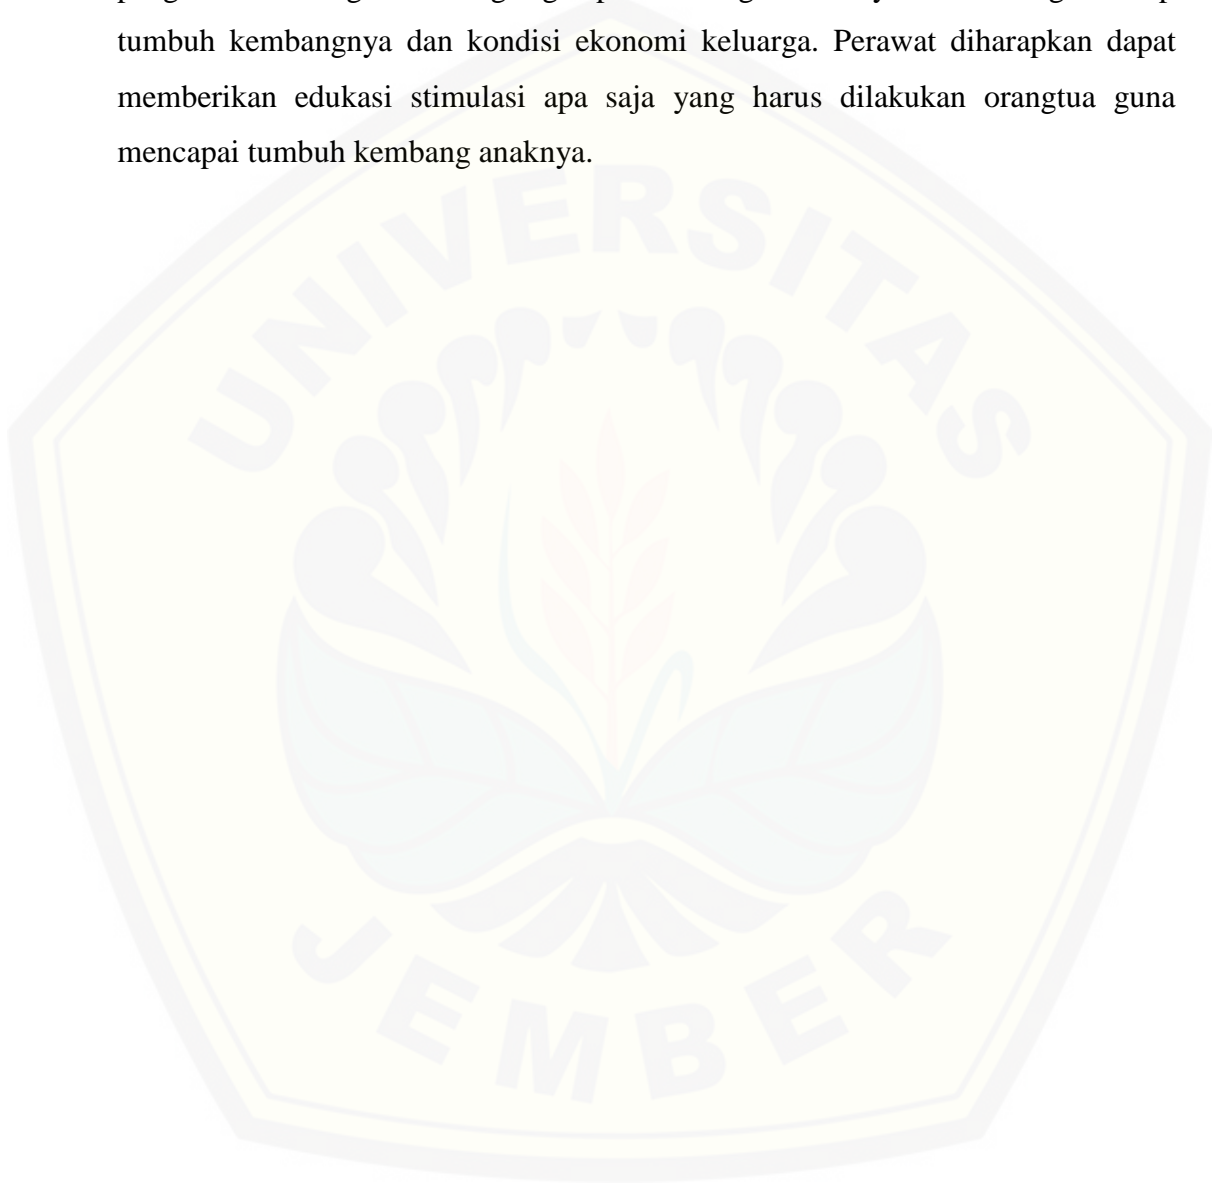 tumbuh kembangnya dan kondisi ekonomi keluarga. Perawat diharapkan dapat
memberikan edukasi stimulasi apa saja yang harus dilakukan orangtua guna
mencapai tumbuh kembang anaknya.
UNIVERSITAS
JEMBER